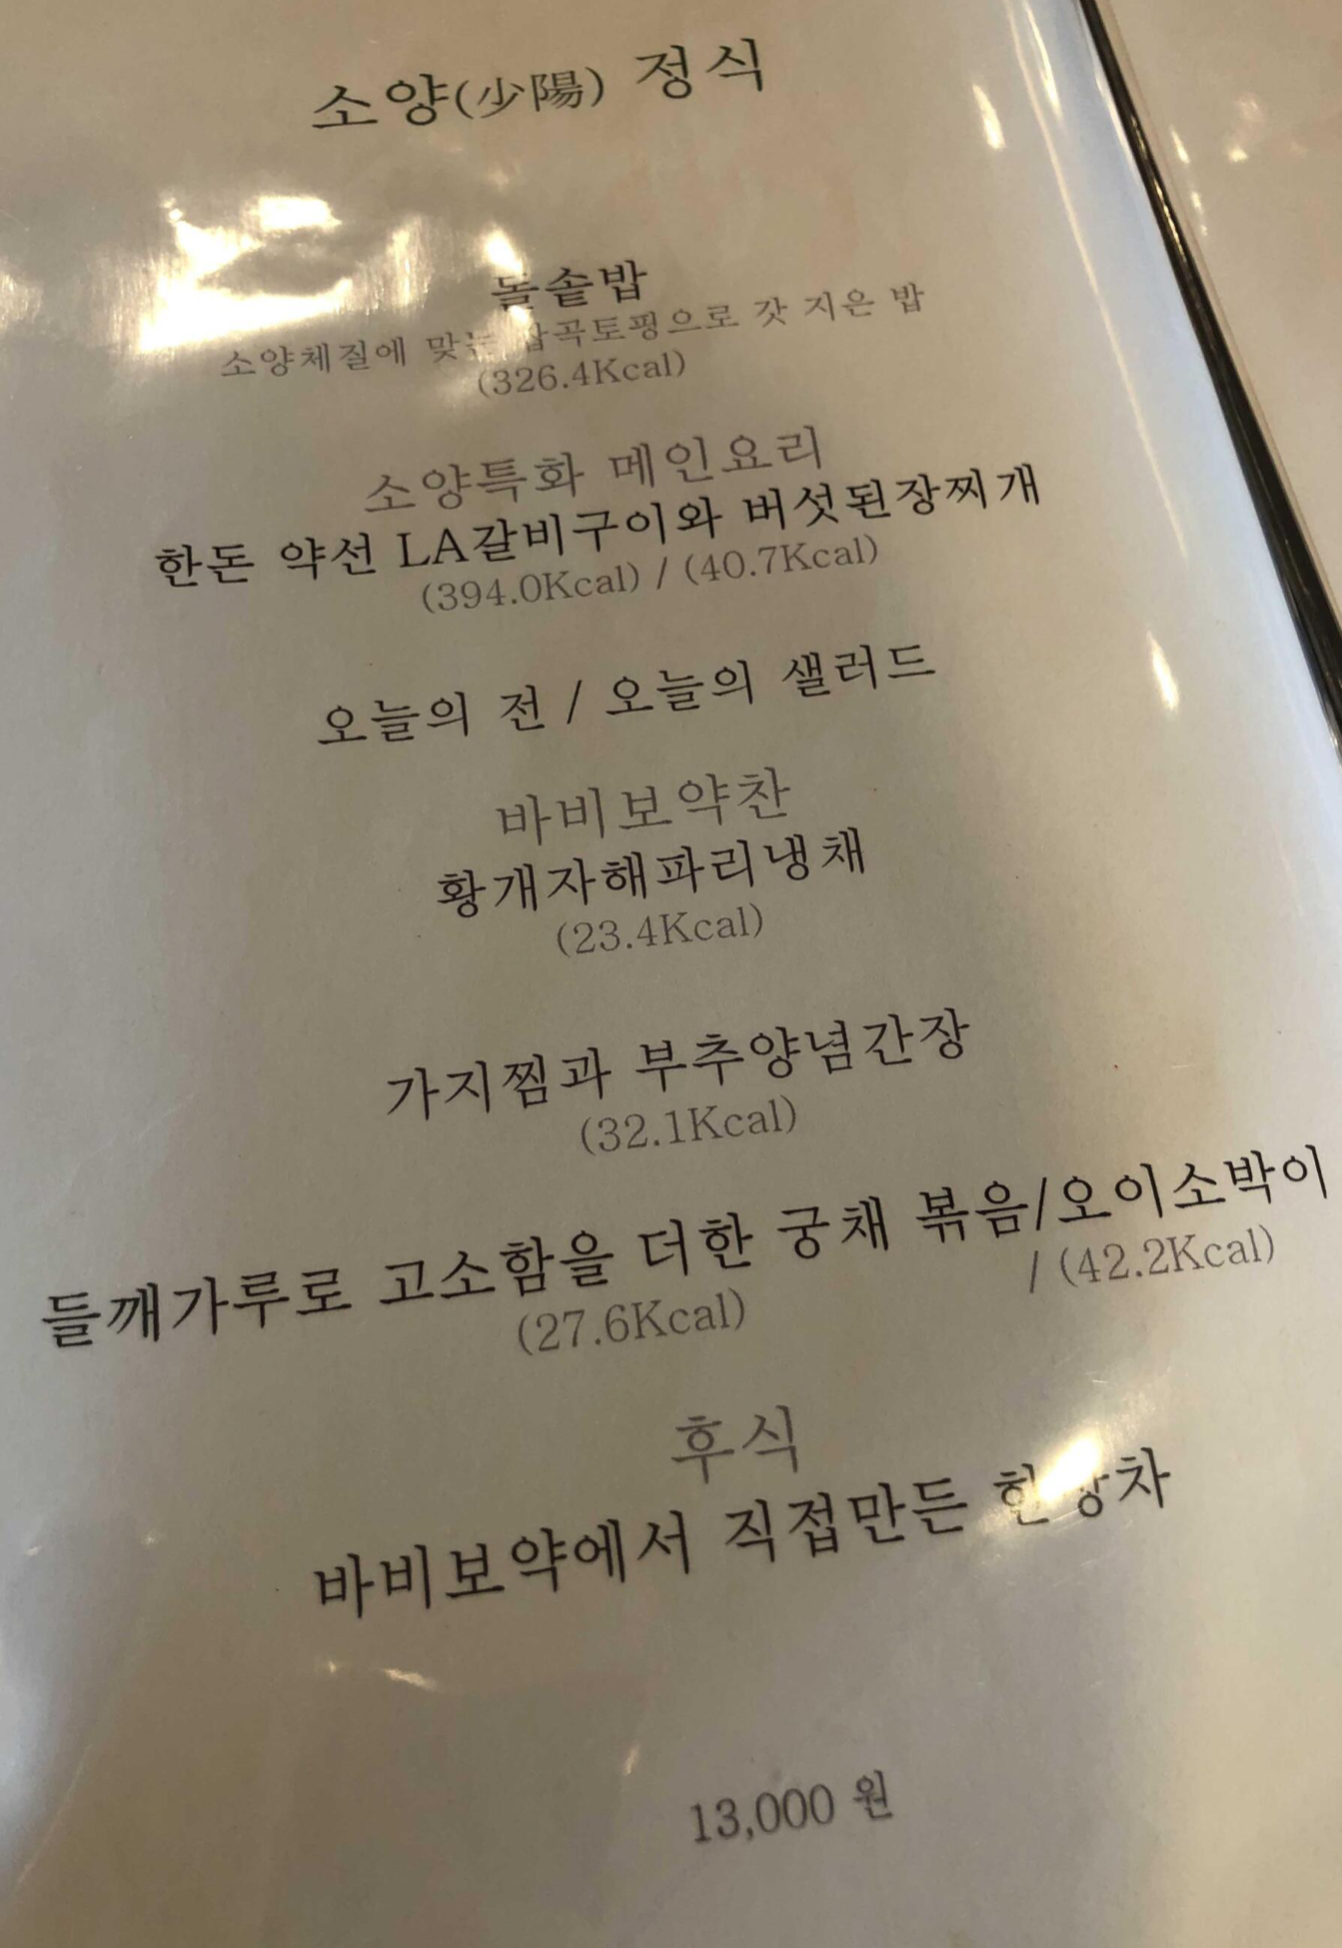 소양(少陽) 정식
돌솥밥
소양체질에 맞는 잡곡토핑으로 갓 지은 밥
(326.4Kcal)
소양특화 메인요리
한돈 약선 LA갈비구이와 버섯된장찌개
(394.0Kcal) / (40.7Kcal)
오늘의 전 / 오늘의 샐러드
바비보약찬
황개자해파리냉채
(23.4Kcal)
가지찜과 부추양념간장
(32.1Kcal)
들깨가루로 고소함을 더한 궁채 볶음/오이소박이
(27.6Kcal) / (42.2Kcal)
후식
바비보약에서 직접만든 한방차
13,000 원